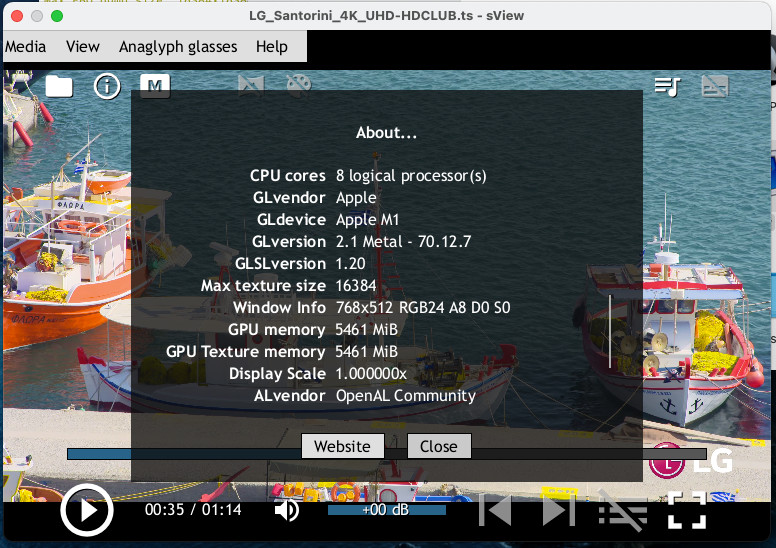 LG_Santorini_4K_UHD-HDCLUB.ts - sView
Media View Anaglyph glasses Help
M
About...
CPU cores 8 logical processor(s)
GLvendor Apple
GLdevice Apple M1
GLversion 2.1 Metal - 70.12.7
GLSLversion 1.20
Max texture size 16384
Window Info 768x512 RGB24 A8 D0 S0
GPU memory 5461 MiB
GPU Texture memory 5461 MiB
Display Scale 1.000000x
ALvendor OpenAL Community
Website Close
ΦΑΩΡΑ
LG
00:35 / 01:14 +00 dB